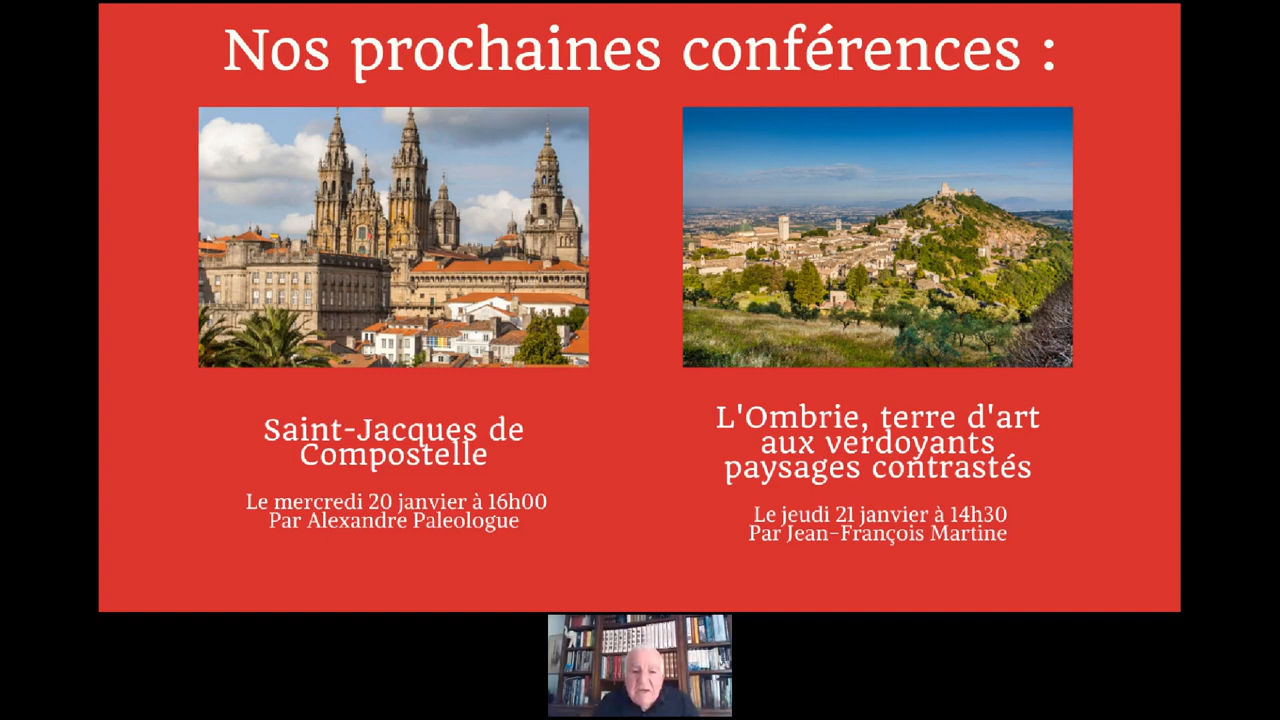 Nos prochaines conférences :
Saint-Jacques de
Compostelle
Le mercredi 20 janvier à 16h00
Par Alexandre Paleologue
L'Ombrie, terre d'art
aux verdoyants
paysages contrastés
Le jeudi 21 janvier à 14h30
Par Jean-François Martine